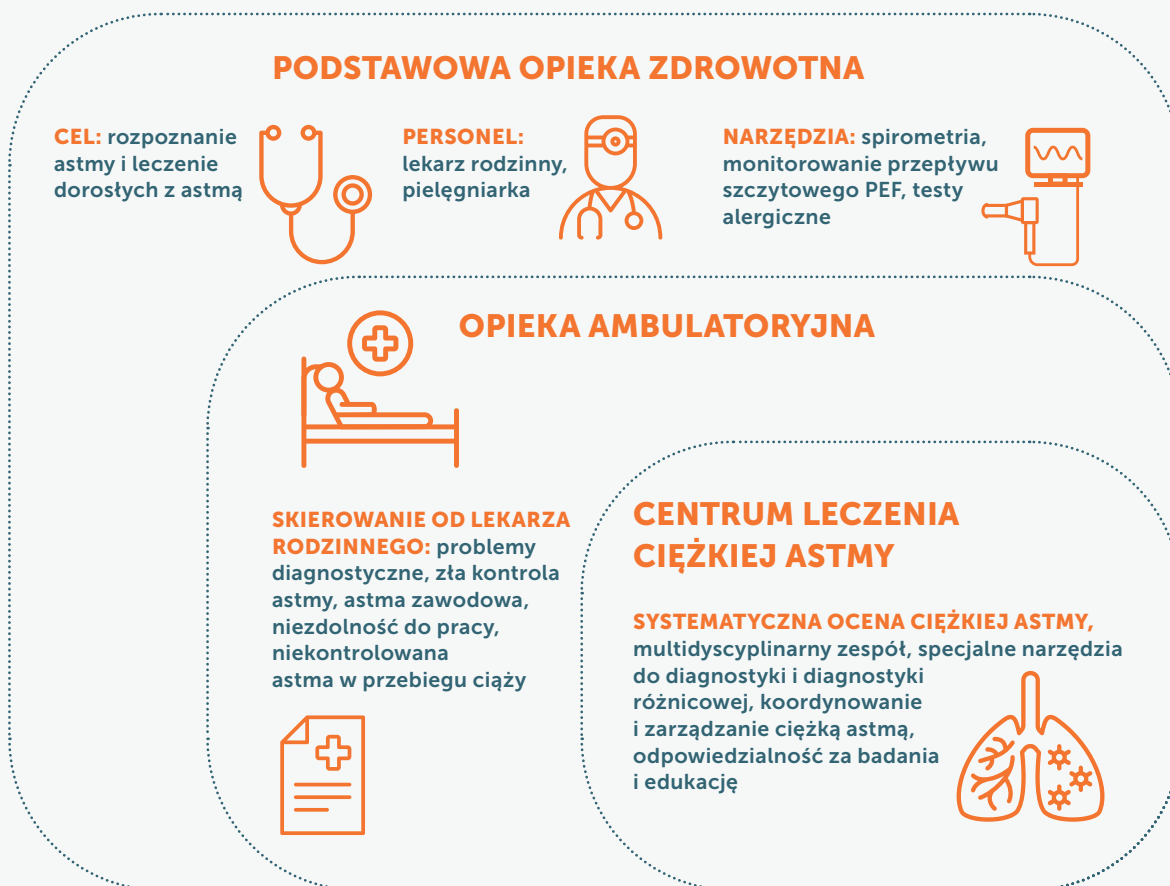 PODSTAWOWA OPIEKA ZDROWOTNA
CEL: rozpoznanie
astmy i leczenie
dorosłych z astmą
PERSONEL:
lekarz rodzinny,
pielęgniarka
NARZĘDZIA: spirometria,
monitorowanie przepływu
szczytowego PEF, testy
alergiczne
OPIEKA AMBULATORYJNA
SKIEROWANIE OD LEKARZA
RODZINNEGO: problemy
diagnostyczne, zła kontrola
astmy, astma zawodowa,
niezdolność do pracy,
niekontrolowana
astma w przebiegu ciąży
CENTRUM LECZENIA
CIĘŻKIEJ ASTMY
SYSTEMATYCZNA OCENA CIĘŻKIEJ ASTMY,
multidyscyplinarny zespół, specjalne narzędzia
do diagnostyki i diagnostyki
różnicowej, koordynowanie
i zarządzanie ciężką astmą,
odpowiedzialność za badania
i edukację